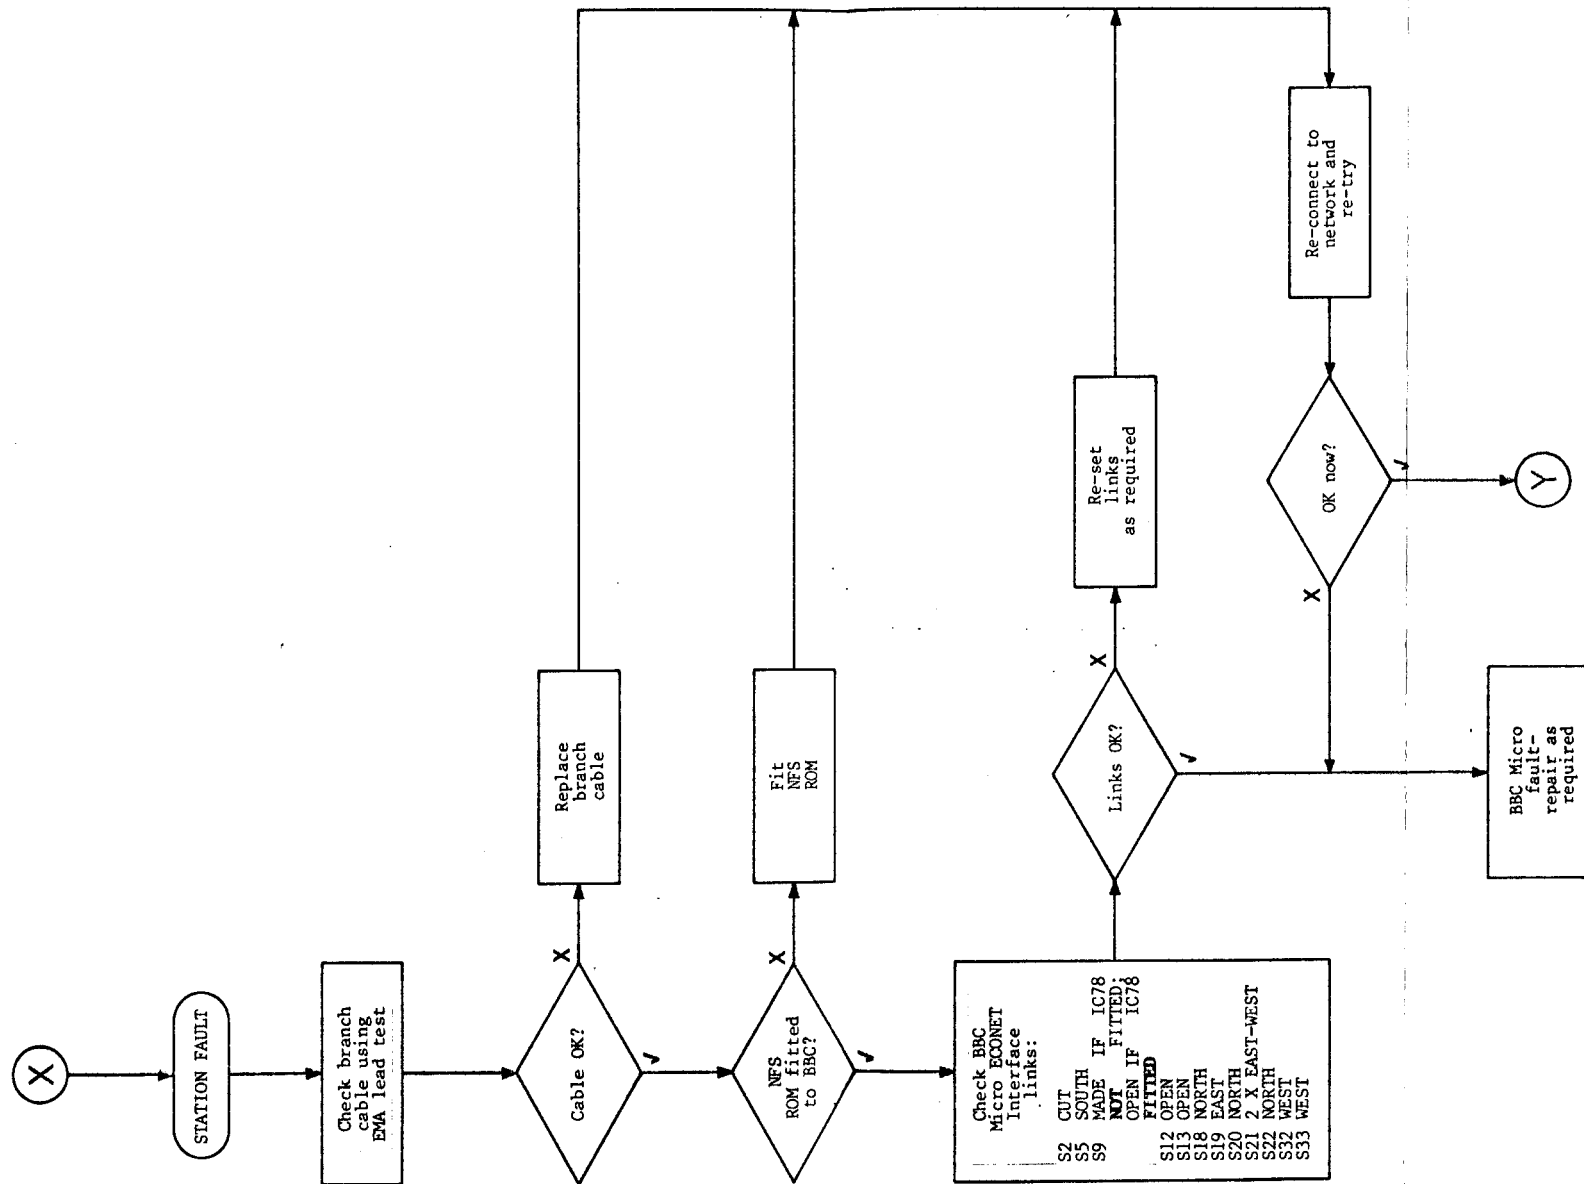 X
STATION FAULT
Check branch
cable using
EMA lead test
Cable OK?
X
✓
Replace
branch
cable
NFS
ROM fitted
to BBC?
X
✓
Fit
NFS
ROM
Check BBC
Micro ECONET
Interface
links:
S2 CUT
S5 SOUTH
S9 MADE IF IC78
NOT FITTED;
OPEN IF IC78
FITTED
S12 OPEN
S13 OPEN
S18 NORTH
S19 EAST
S20 NORTH
S21 2 X EAST-WEST
S22 NORTH
S32 WEST
S33 WEST
Links OK?
X
✓
Re-set
links
as required
Re-connect to
network and
re-try
OK now?
X
✓
Y
BBC Micro
fault-
repair as
required